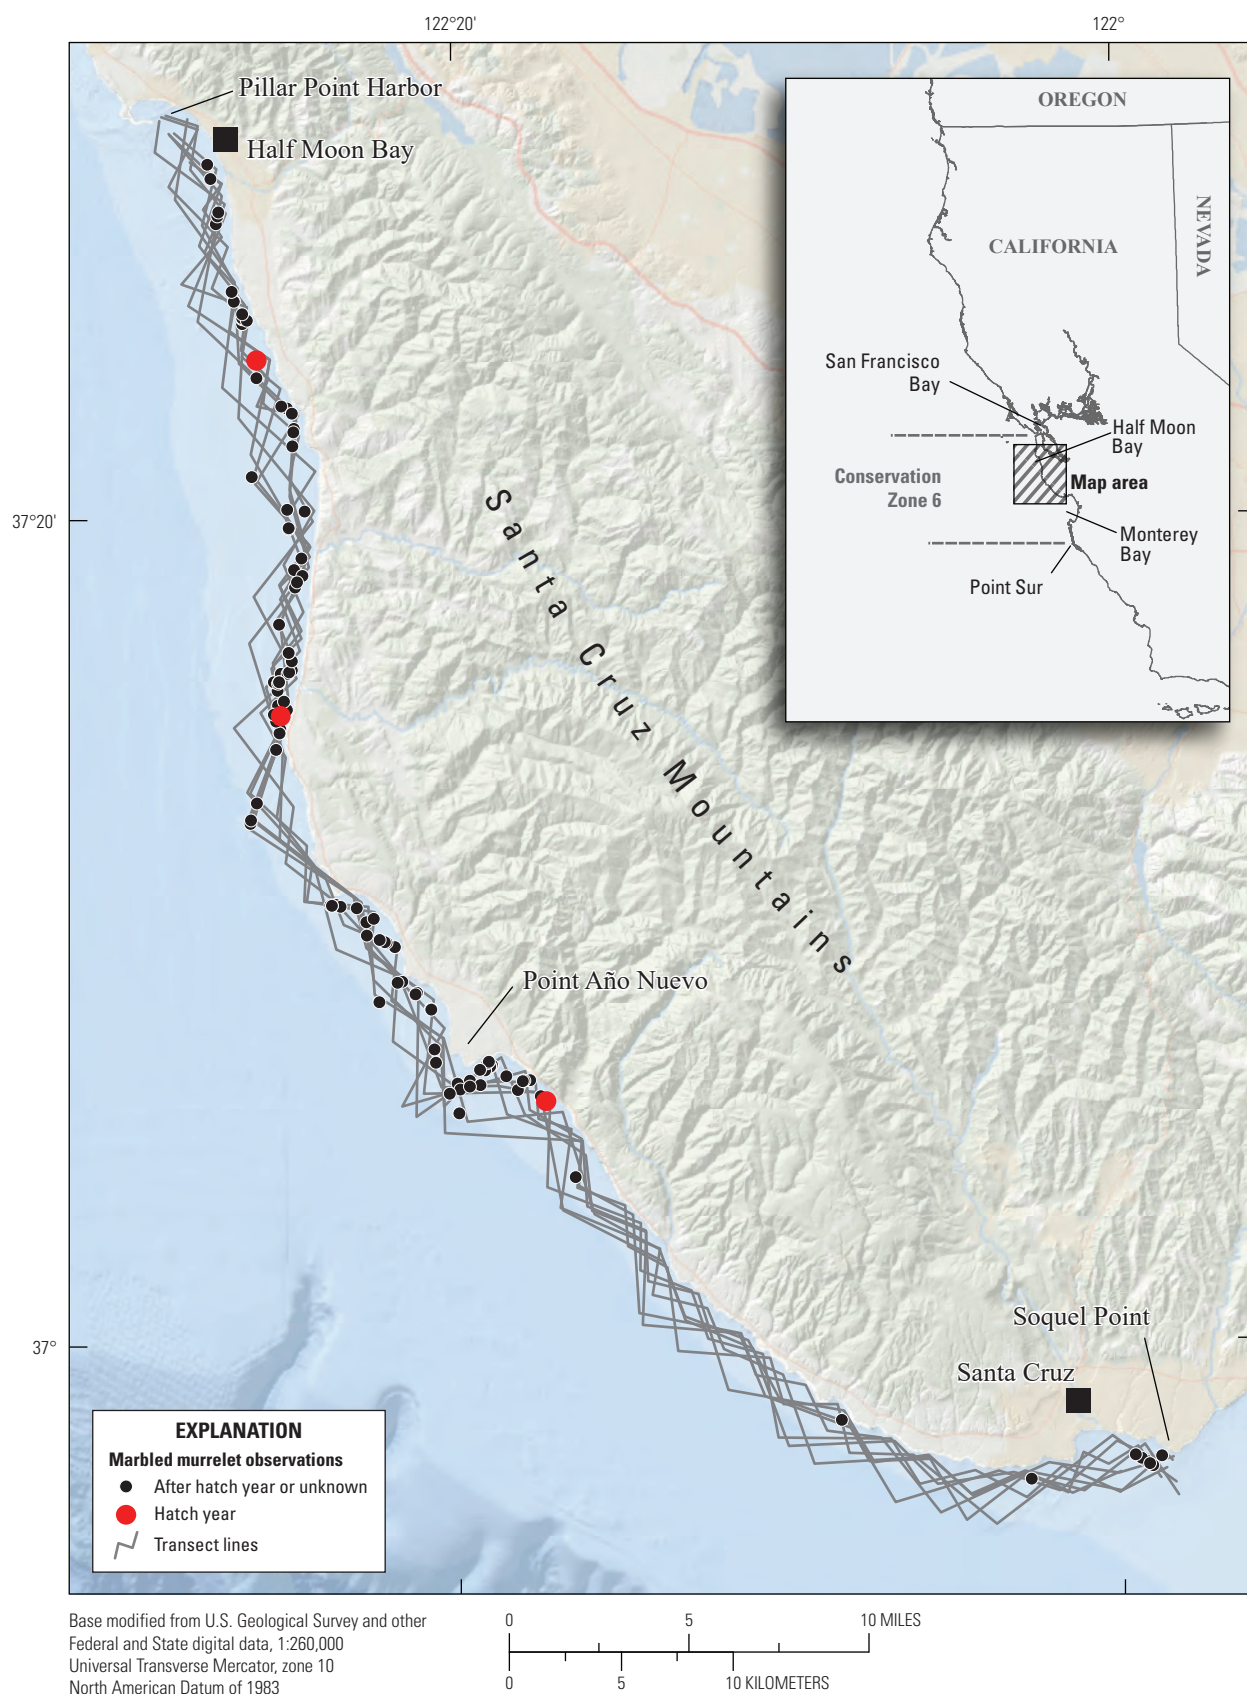 122°20'
122°
Pillar Point Harbor
Half Moon Bay
OREGON
NEVADA
CALIFORNIA
San Francisco
Bay
Half Moon
Bay
Conservation
Zone 6
Map area
Monterey
Bay
Point Sur
37°20'
Santa Cruz Mountains
Point Año Nuevo
37°
Soquel Point
Santa Cruz
EXPLANATION
Marbled murrelet observations
After hatch year or unknown
Hatch year
Transect lines
Base modified from U.S. Geological Survey and other
Federal and State digital data, 1:260,000
Universal Transverse Mercator, zone 10
North American Datum of 1983
0 5 10 MILES
0 5 10 KILOMETERS